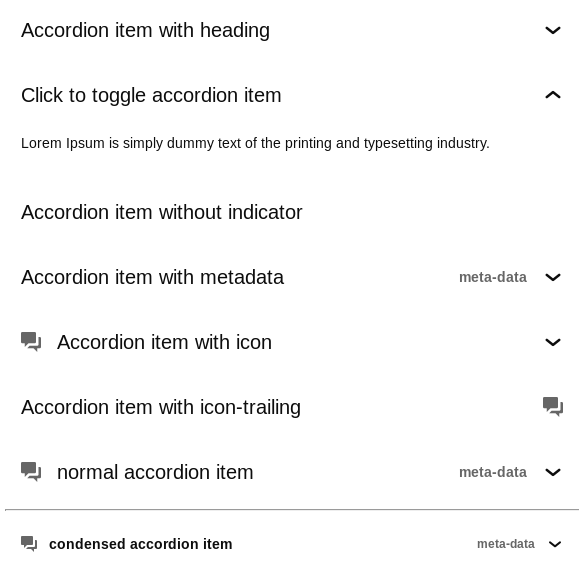 Accordion item with heading
Click to toggle accordion item
Lorem Ipsum is simply dummy text of the printing and typesetting industry.
Accordion item without indicator
Accordion item with metadata meta-data
Accordion item with icon
Accordion item with icon-trailing
normal accordion item meta-data
condensed accordion item meta-data